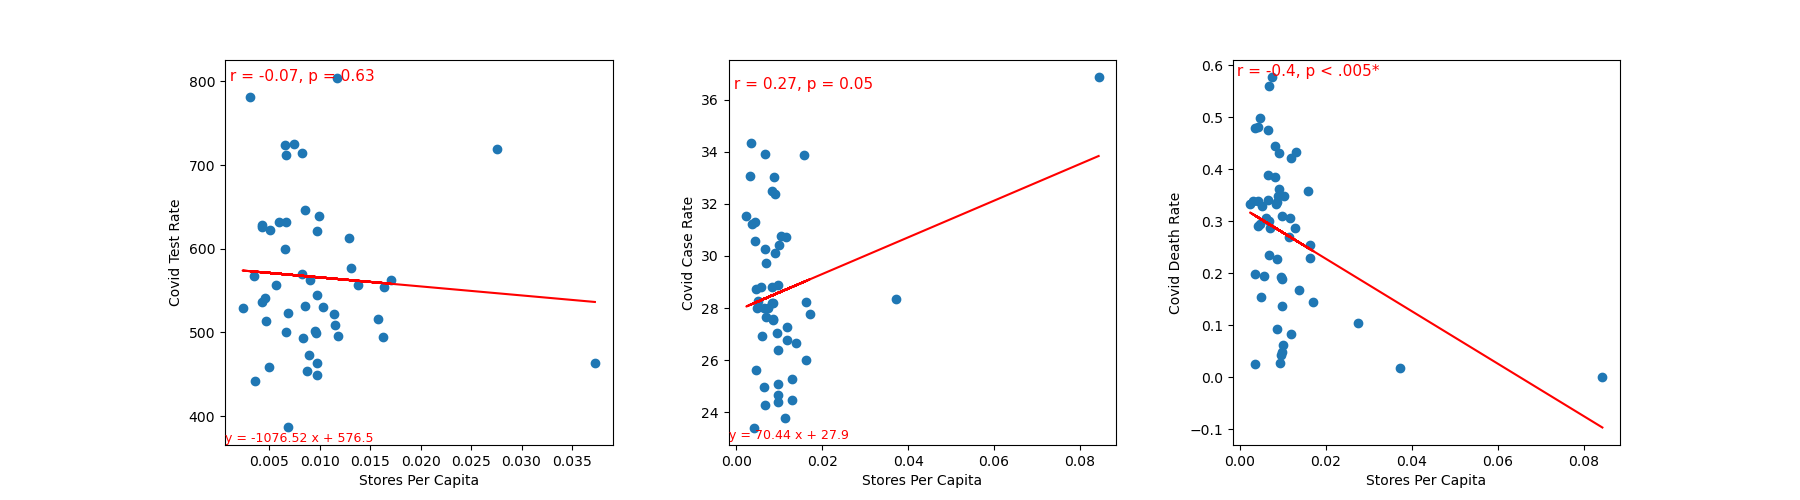 r = -0.07, p = 0.63
800
700
600
500
400
Covid Test Rate
y = -1076.52 x + 576.5
0.005 0.010 0.015 0.020 0.025 0.030 0.035
Stores Per Capita
r = 0.27, p = 0.05
36
34
32
30
28
26
24
Covid Case Rate
y = 70.44 x + 27.9
0.00 0.02 0.04 0.06 0.08
Stores Per Capita
r = -0.4, p < .005*
0.6
0.5
0.4
0.3
0.2
0.1
0.0
−0.1
Covid Death Rate
0.00 0.02 0.04 0.06 0.08
Stores Per Capita